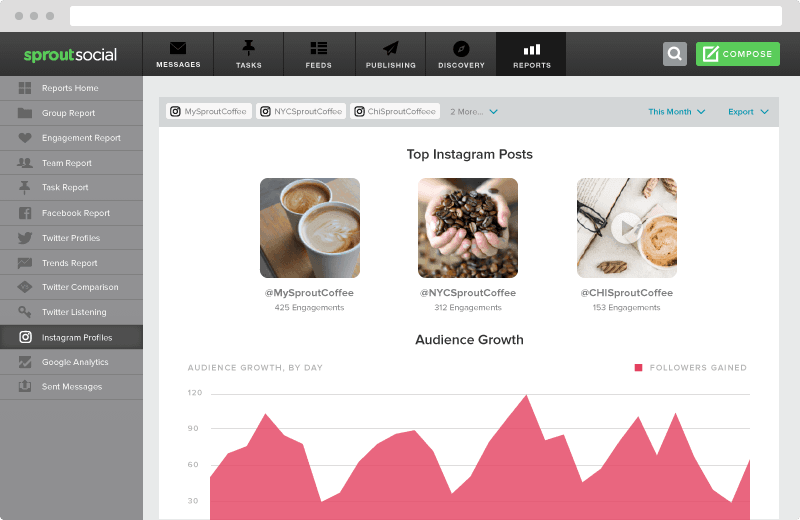 sproutsocial
MESSAGES
TASKS
FEEDS
PUBLISHING
DISCOVERY
REPORTS
COMPOSE
Reports Home
Group Report
Engagement Report
Team Report
Task Report
Facebook Report
Twitter Profiles
Trends Report
Twitter Comparison
Twitter Listening
Instagram Profiles
Google Analytics
Sent Messages
MySproutCoffee
NYCSproutCoffee
ChiSproutCoffeee
2 More...
This Month
Export
Top Instagram Posts
@MySproutCoffee
425 Engagements
@NYCSproutCoffee
312 Engagements
@CHISproutCoffee
153 Engagements
Audience Growth
AUDIENCE GROWTH, BY DAY
FOLLOWERS GAINED
120
90
60
30